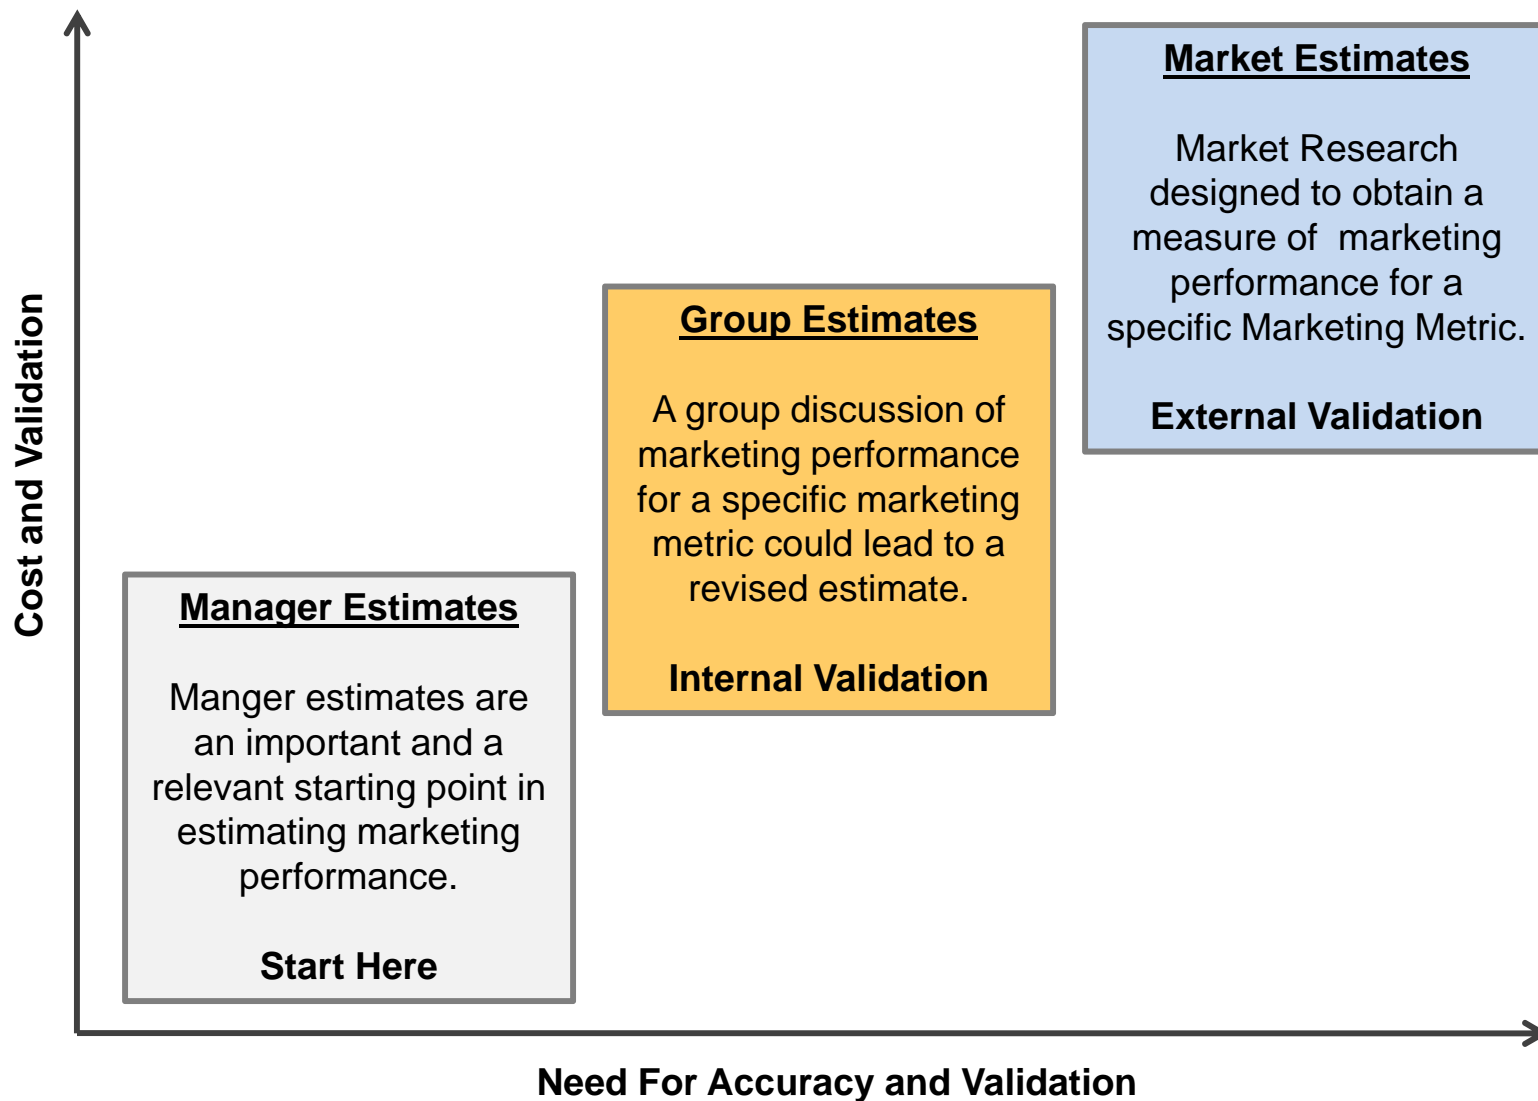 Cost and Validation
Manager Estimates
Manger estimates are
an important and a
relevant starting point in
estimating marketing
performance.
Start Here
Group Estimates
A group discussion of
marketing performance
for a specific marketing
metric could lead to a
revised estimate.
Internal Validation
Market Estimates
Market Research
designed to obtain a
measure of  marketing
performance for a
specific Marketing Metric.
External Validation
Need For Accuracy and Validation